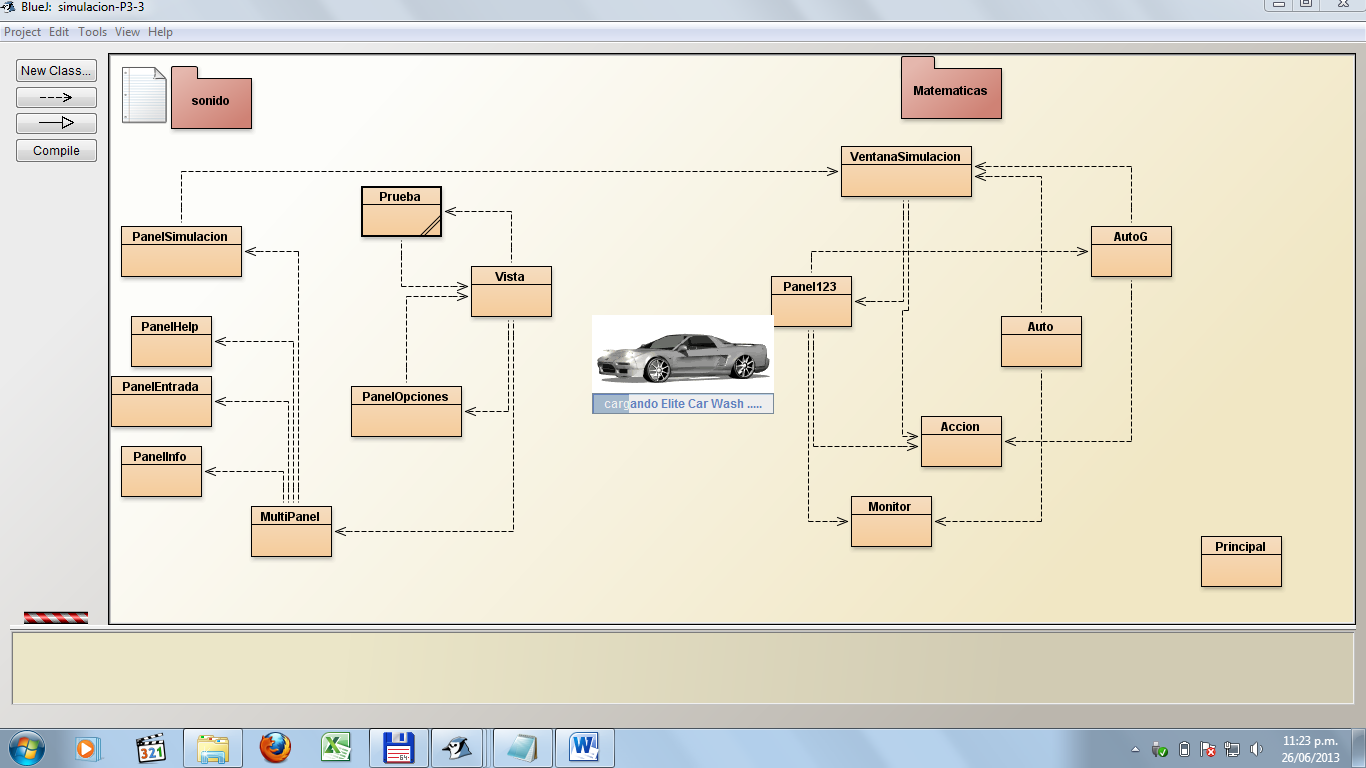 BlueJ: simulacion-P3-3
Project Edit Tools View Help
New Class...
Compile
sonido
Matematicas
VentanaSimulacion
Prueba
PanelSimulacion
AutoG
Vista
Panel123
PanelHelp
Auto
PanelEntrada
PanelOpciones
cargando Elite Car Wash .....
Accion
PanelInfo
Monitor
MultiPanel
Principal
321
64
W
11:23 p.m.
26/06/2013